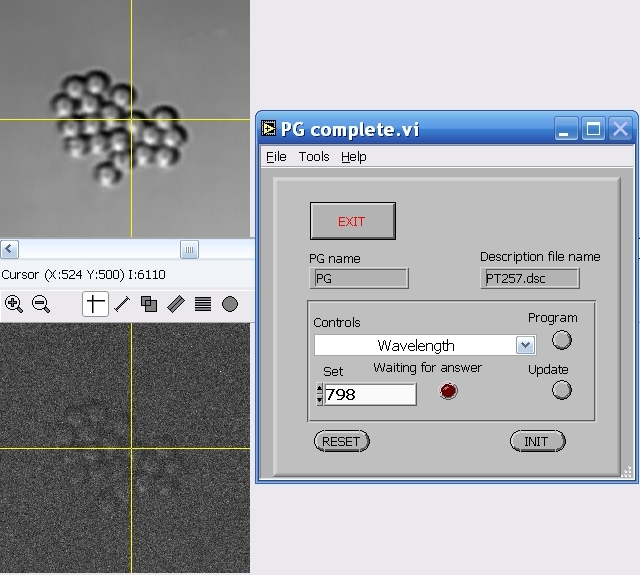 PG complete.vi
File Tools Help
EXIT
PG name
Description file name
PG
PT257.dsc
Cursor (X:524 Y:500) I:6110
Controls
Program
Wavelength
Set
Waiting for answer
Update
798
RESET
INIT